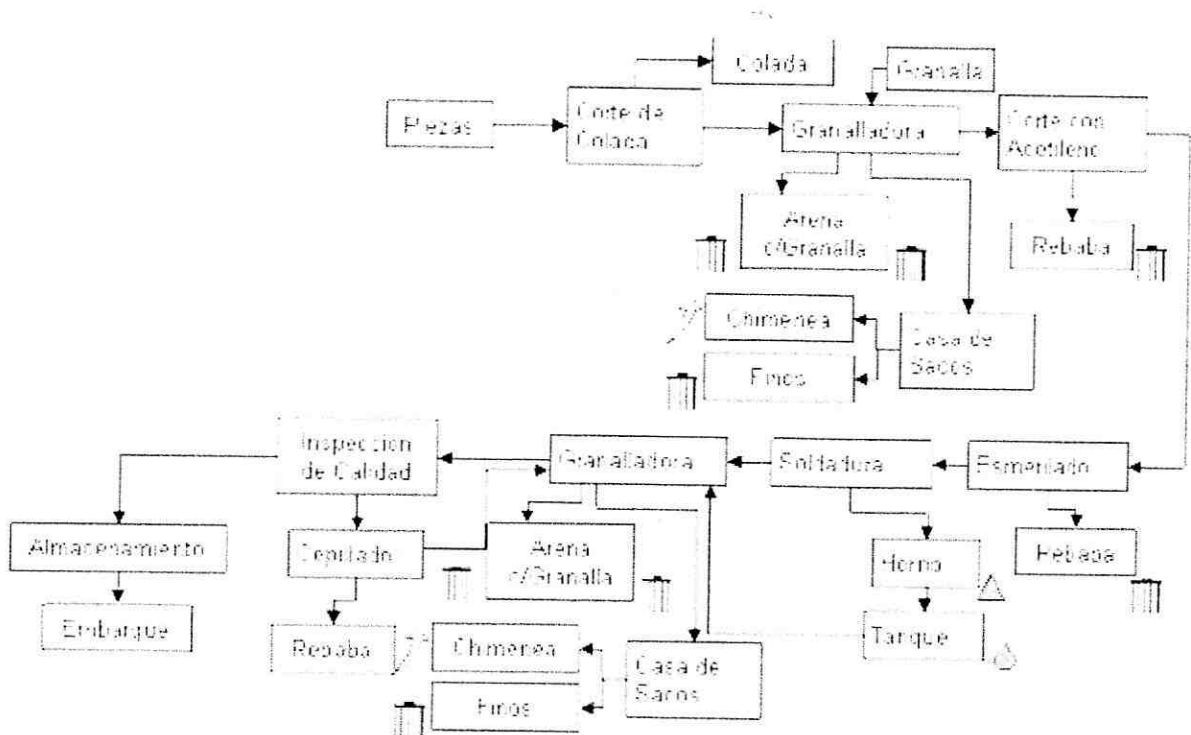 Colada
Granalla
Piezas
Corte de
Colada
Granalladora
Corte con
Acetileno
Arena
c/Granalla
Rebaba
Chimenea
Finos
Casa de
Sacos
Inspección
de Calidad
Granalladora
Soldadura
Esmerilado
Almacenamiento
Cepillado
Arena
c/Granalla
Horno
Rebaba
Embarque
Rebaba
Chimenea
Finos
Casa de
Sacos
Tanque